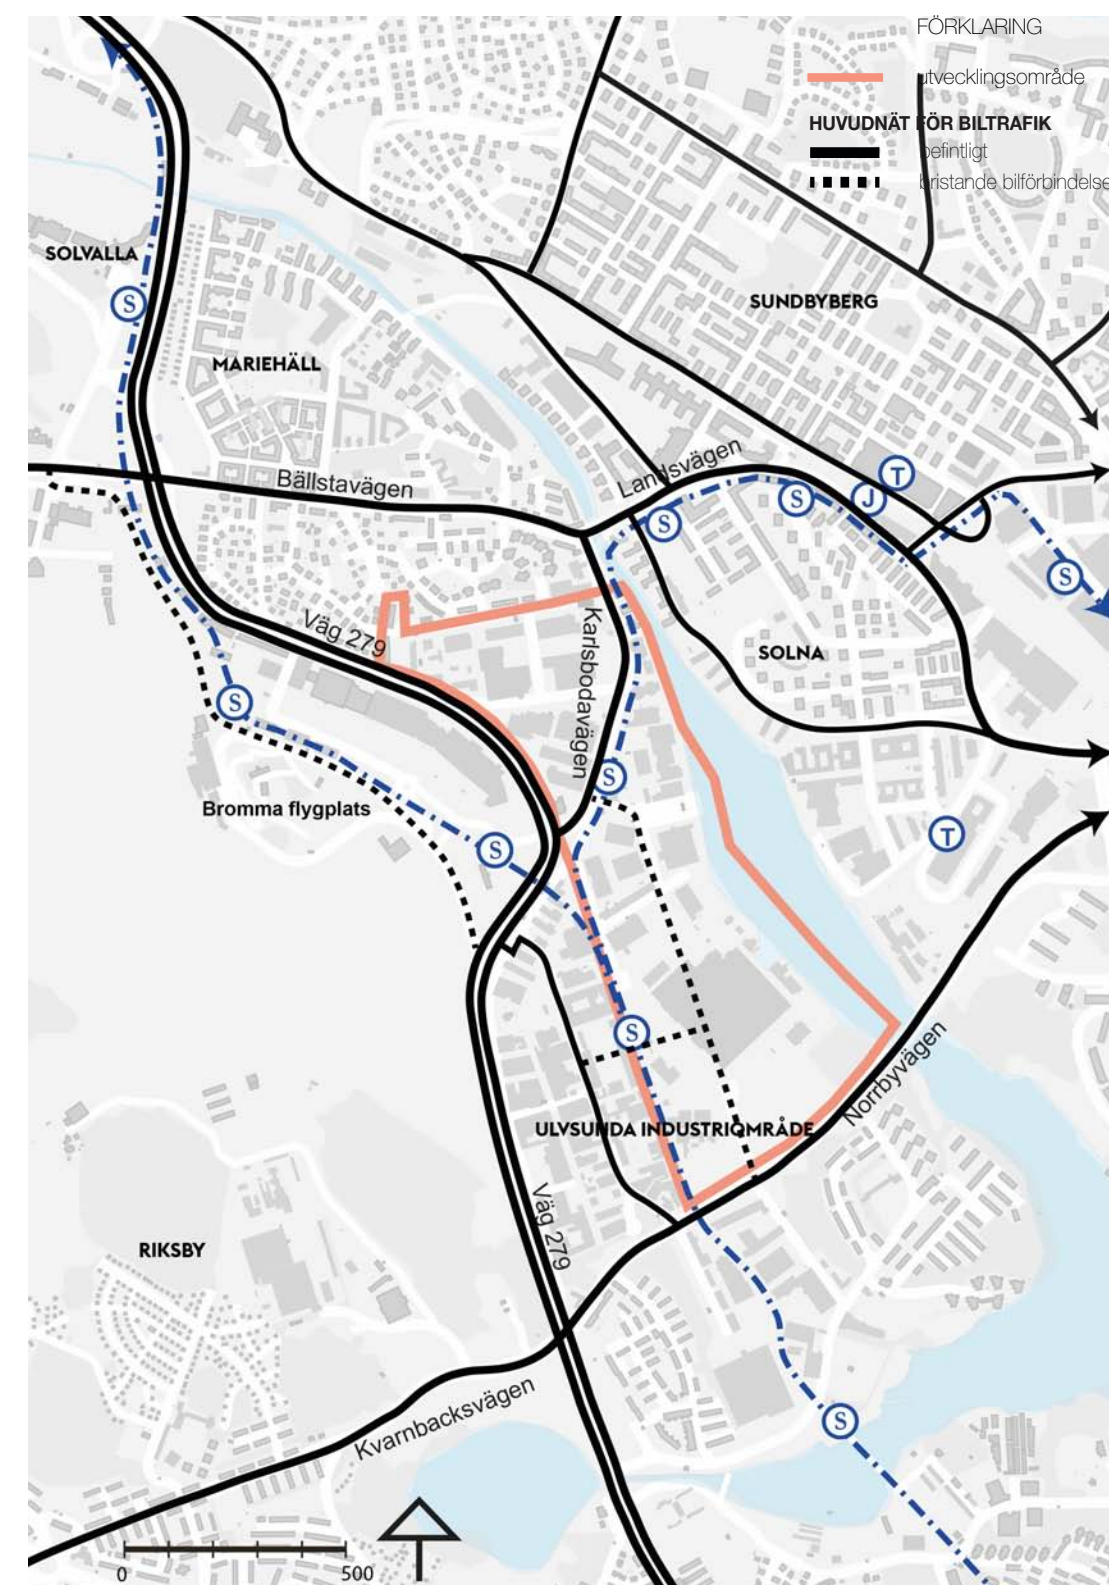 FÖRKLARING
utvecklingsområde
HUVUDNÄT FÖR BILTRAFIK
befintligt
bristande bilförbindelse
SOLVALLA
S
MARIEHÄLL
SUNDBYBERG
Bällstavägen
Landsvägen
T
J
S
S
S
Väg 279
Karlsbodavägen
SOLNA
S
S
Bromma flygplats
S
T
S
Norrbyvägen
ULVSUNDA INDUSTRIOMRÅDE
Väg 279
RIKSBY
Kvarnbacksvägen
S
0
500